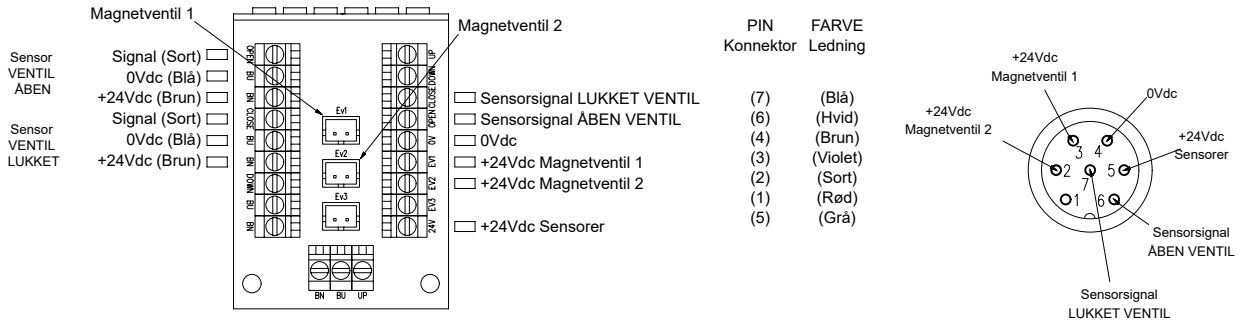 Magnetventil 1
Magnetventil 2
Sensor
VENTIL
ÅBEN
Signal (Sort)
0Vdc (Blå)
+24Vdc (Brun)
Sensor
VENTIL
LUKKET
Signal (Sort)
0Vdc (Blå)
+24Vdc (Brun)
OPEN
BU
BN
CLOSE
BU
BN
DOWN
BU
BN
Ev1
Ev2
Ev3
UP
DOWN
CLOSE
OPEN
0V
EV1
EV2
EV3
24V
BN BU UP
Sensorsignal LUKKET VENTIL
Sensorsignal ÅBEN VENTIL
0Vdc
+24Vdc Magnetventil 1
+24Vdc Magnetventil 2
+24Vdc Sensorer
PIN FARVE
Konnektor Ledning
(7) (Blå)
(6) (Hvid)
(4) (Brun)
(3) (Violet)
(2) (Sort)
(1) (Rød)
(5) (Grå)
+24Vdc
Magnetventil 1
0Vdc
+24Vdc
Magnetventil 2
+24Vdc
Sensorer
3 4
2 7 5
1 6
Sensorsignal
ÅBEN VENTIL
Sensorsignal
LUKKET VENTIL